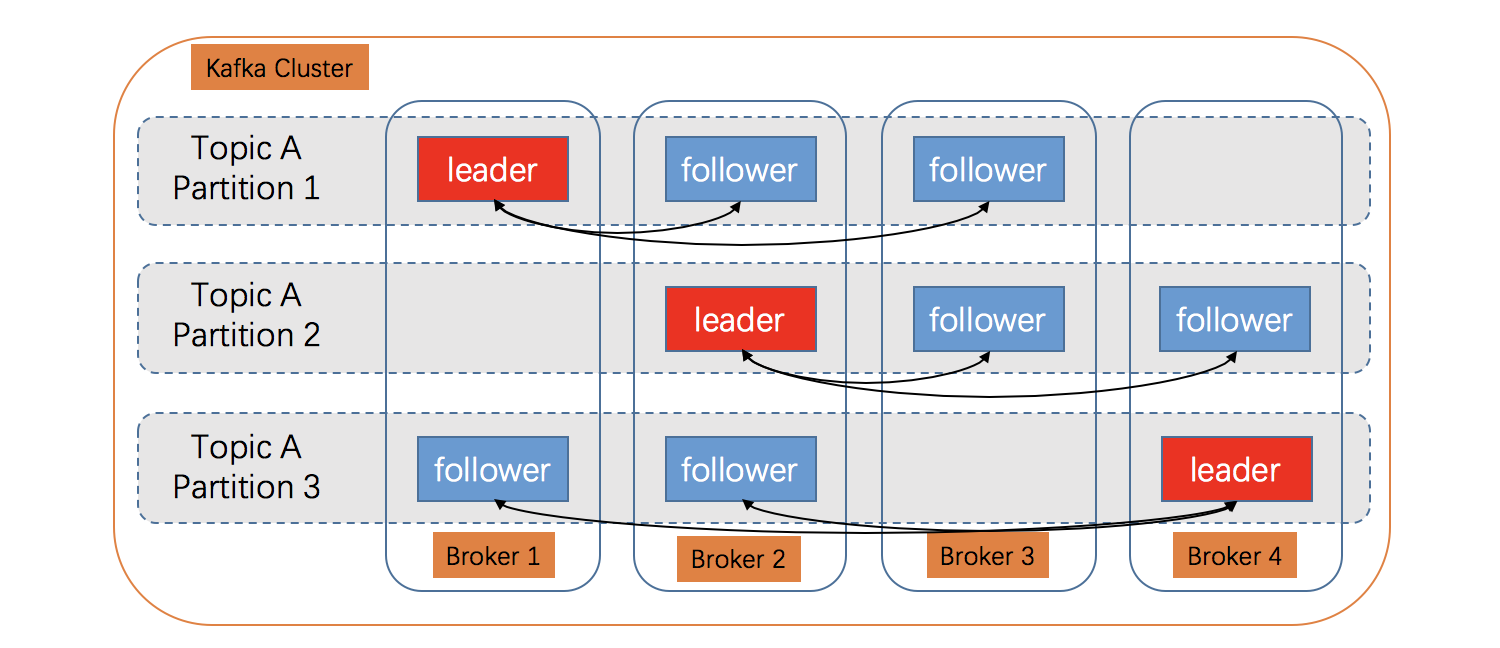 Kafka Cluster
Topic A
Partition 1
leader
follower
follower
Topic A
Partition 2
leader
follower
follower
Topic A
Partition 3
follower
follower
leader
Broker 1
Broker 2
Broker 3
Broker 4